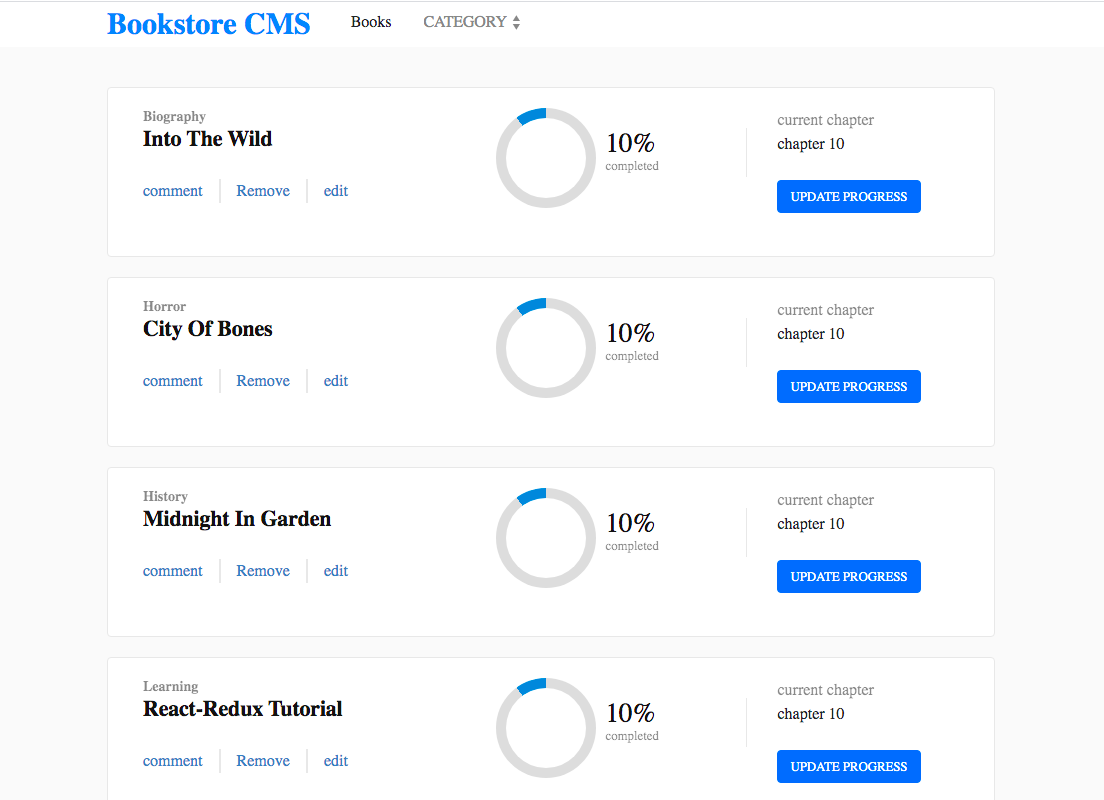 Bookstore CMS Books CATEGORY
Biography
Into The Wild
comment Remove edit
10%
completed
current chapter
chapter 10
UPDATE PROGRESS
Horror
City Of Bones
comment Remove edit
10%
completed
current chapter
chapter 10
UPDATE PROGRESS
History
Midnight In Garden
comment Remove edit
10%
completed
current chapter
chapter 10
UPDATE PROGRESS
Learning
React-Redux Tutorial
comment Remove edit
10%
completed
current chapter
chapter 10
UPDATE PROGRESS